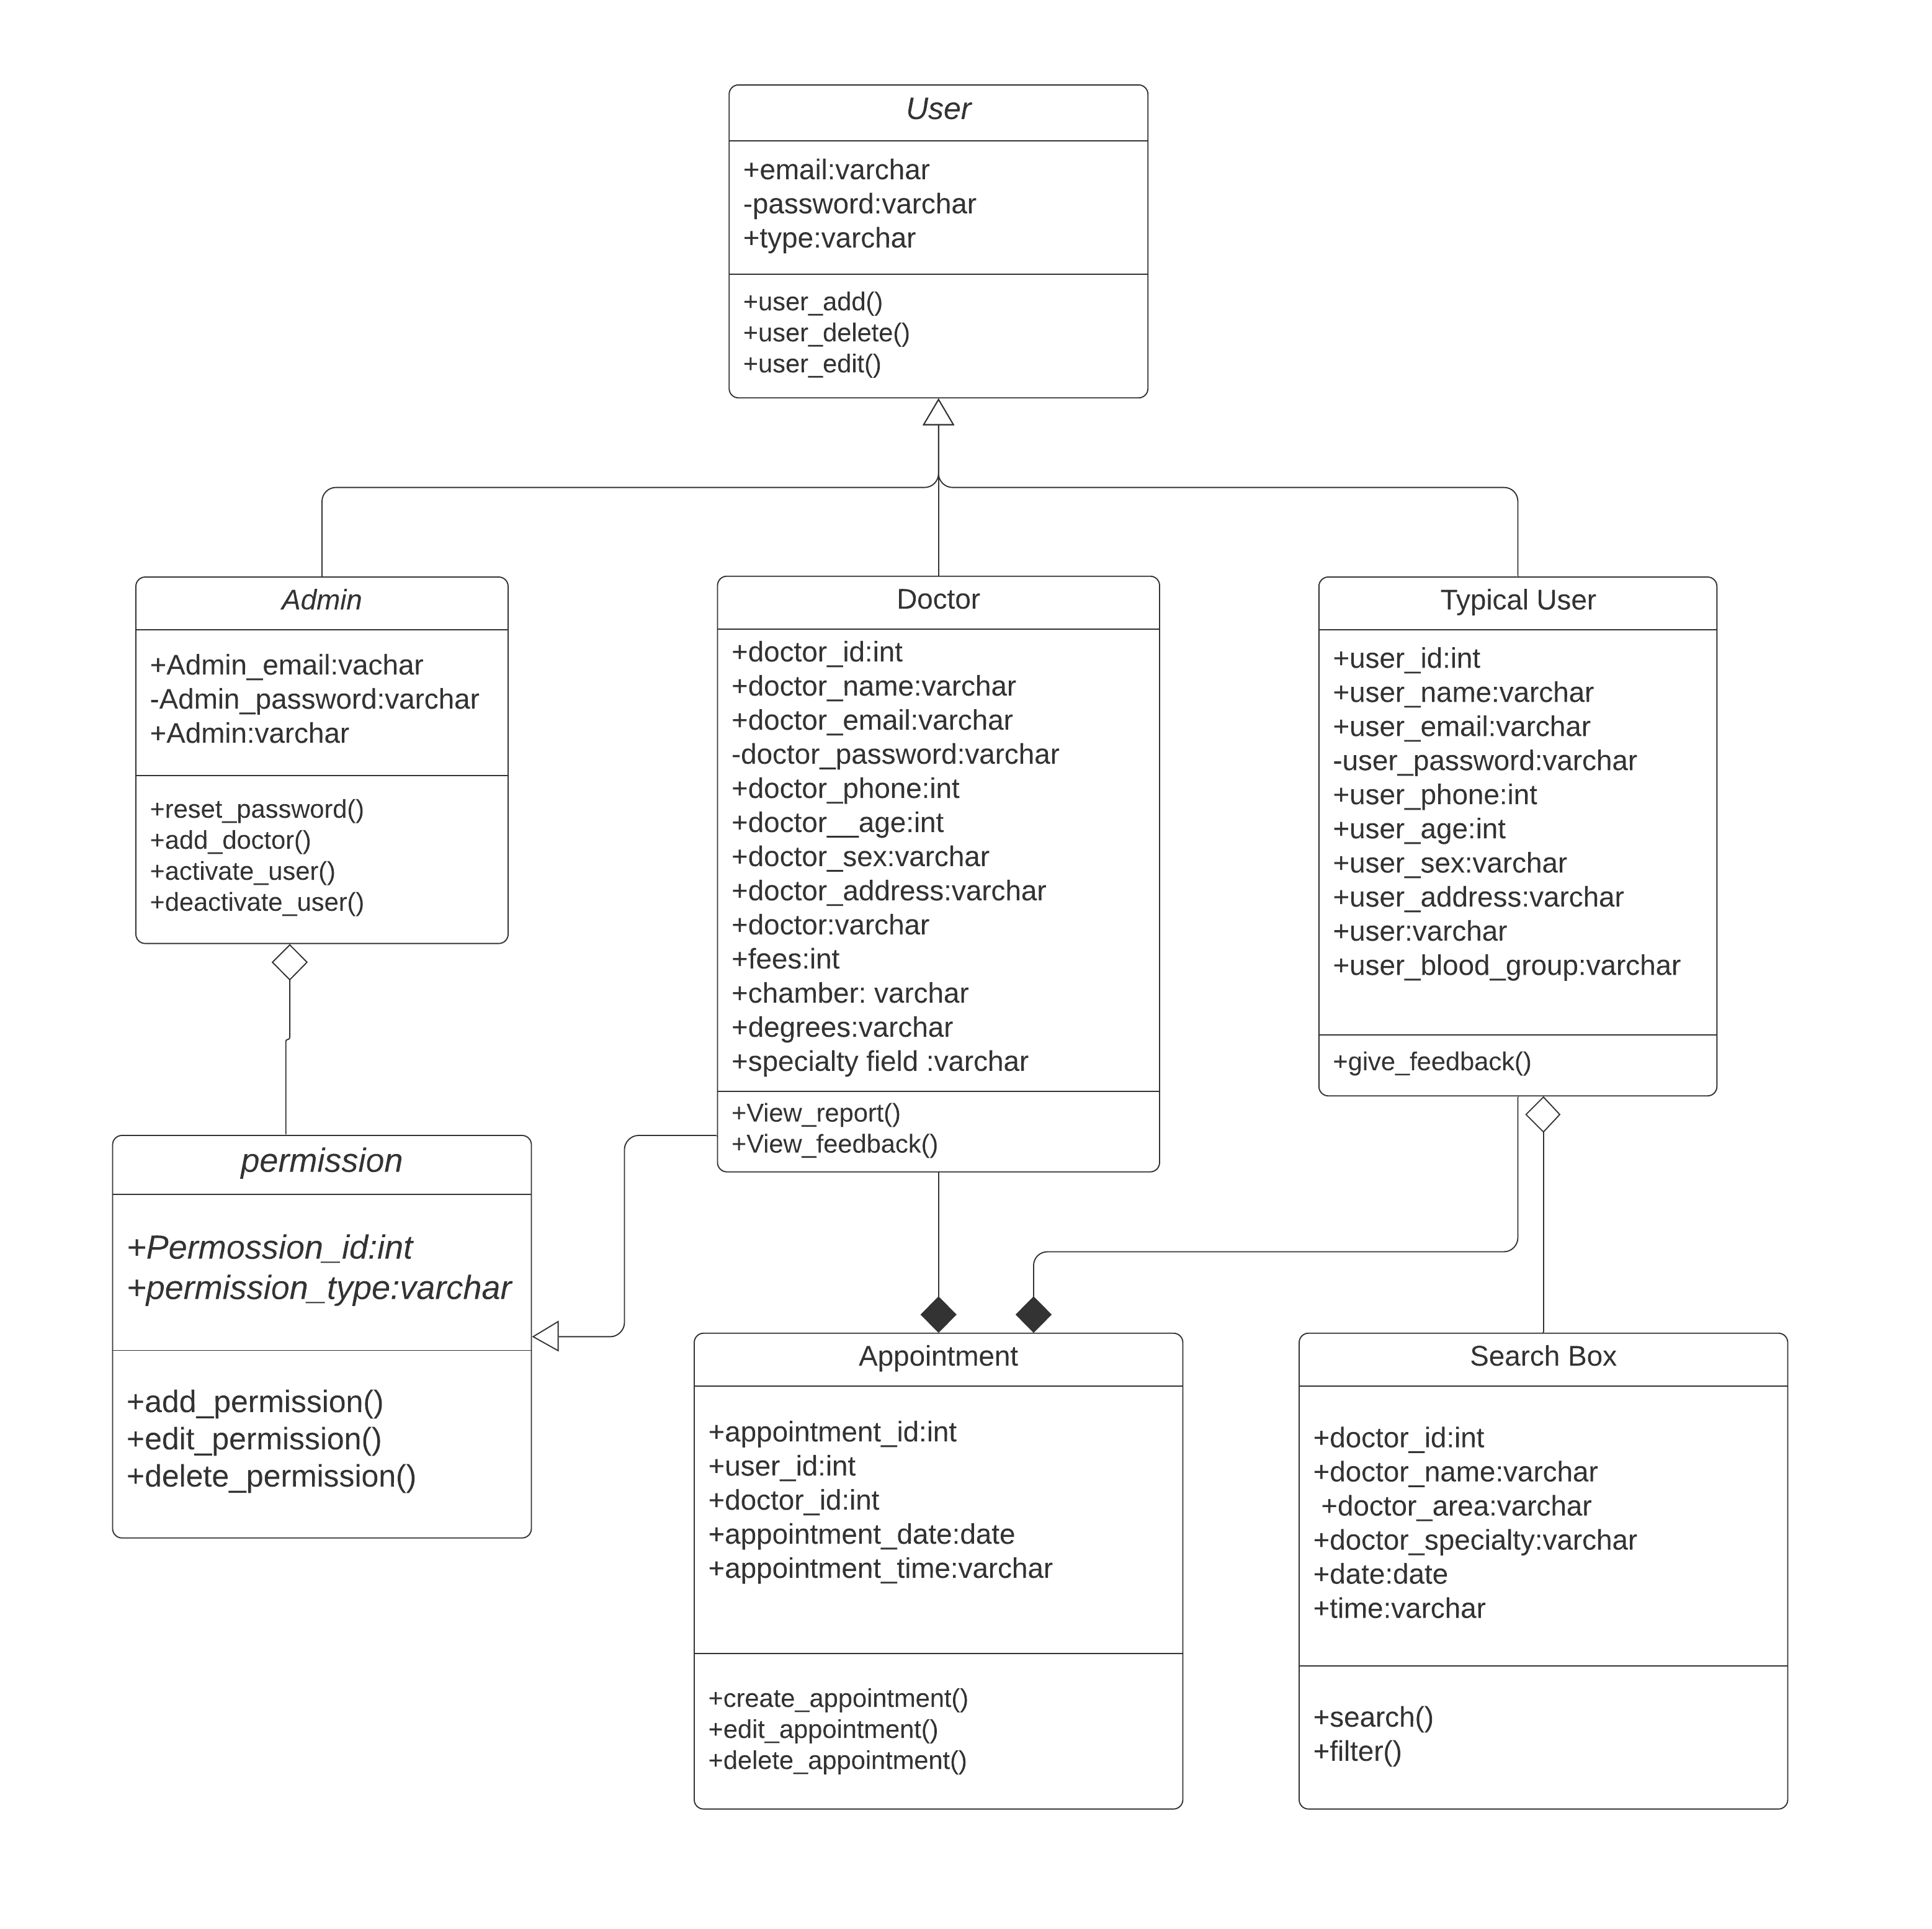 User
+email:varchar
-password:varchar
+type:varchar
+user_add()
+user_delete()
+user_edit()
Admin
+Admin_email:vachar
-Admin_password:varchar
+Admin:varchar
+reset_password()
+add_doctor()
+activate_user()
+deactivate_user()
Doctor
+doctor_id:int
+doctor_name:varchar
+doctor_email:varchar
-doctor_password:varchar
+doctor_phone:int
+doctor__age:int
+doctor_sex:varchar
+doctor_address:varchar
+doctor:varchar
+fees:int
+chamber: varchar
+degrees:varchar
+specialty field :varchar
+View_report()
+View_feedback()
Typical User
+user_id:int
+user_name:varchar
+user_email:varchar
-user_password:varchar
+user_phone:int
+user_age:int
+user_sex:varchar
+user_address:varchar
+user:varchar
+user_blood_group:varchar
+give_feedback()
permission
+Permossion_id:int
+permission_type:varchar
+add_permission()
+edit_permission()
+delete_permission()
Appointment
+appointment_id:int
+user_id:int
+doctor_id:int
+appointment_date:date
+appointment_time:varchar
+create_appointment()
+edit_appointment()
+delete_appointment()
Search Box
+doctor_id:int
+doctor_name:varchar
+doctor_area:varchar
+doctor_specialty:varchar
+date:date
+time:varchar
+search()
+filter()